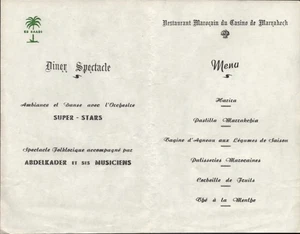 ES SAADI
Diner Spectacle
Ambiance et Danse avec l'Orchestre
SUPER - STARS
Spectacle Folklorique accompagné par
ABDELKADER ET SES MUSICIENS
Restaurant Marocain du Casino de Marrakech
Menu
Harira
Pastilla Marrakchia
Tagine d'Agneau aux Légumes de Saison
Patisseries Marocaines
Corbeille de Fruits
Thé à la Menthe